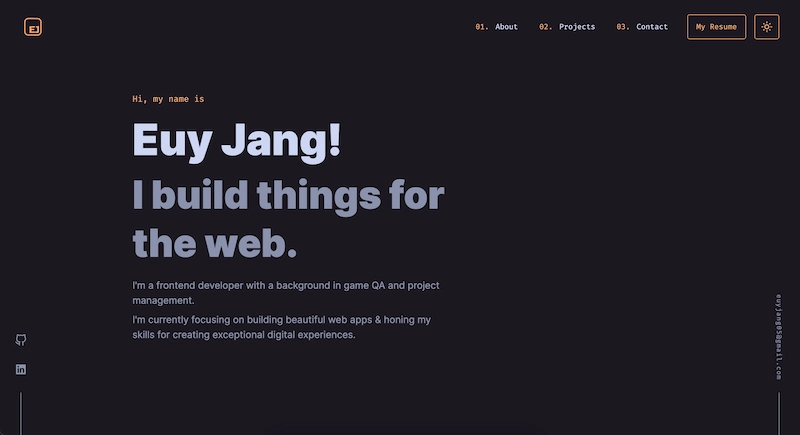 EJ
01. About
02. Projects
03. Contact
My Resume
Hi, my name is
Euy Jang!
I build things for
the web.
I'm a frontend developer with a background in game QA and project
management.
I'm currently focusing on building beautiful web apps & honing my
skills for creating exceptional digital experiences.
euyjang05@gmail.com
in